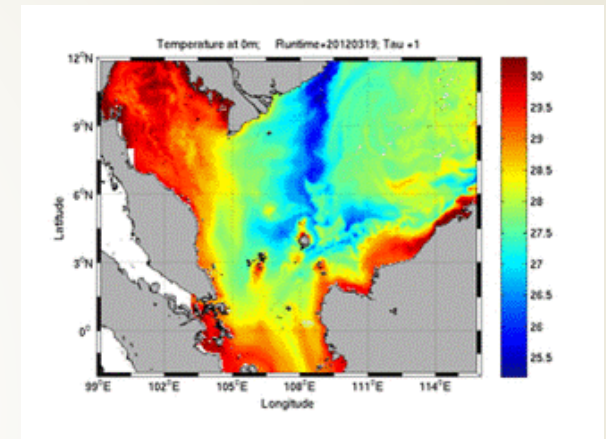 Temperature at 0m; Runtime+20120319; Tau +1
12°N
9°N
6°N
3°N
0°
Latitude
99°E 102°E 105°E 108°E 111°E 114°E
Longitude
30
29.5
29
28.5
28
27.5
27
26.5
26
25.5